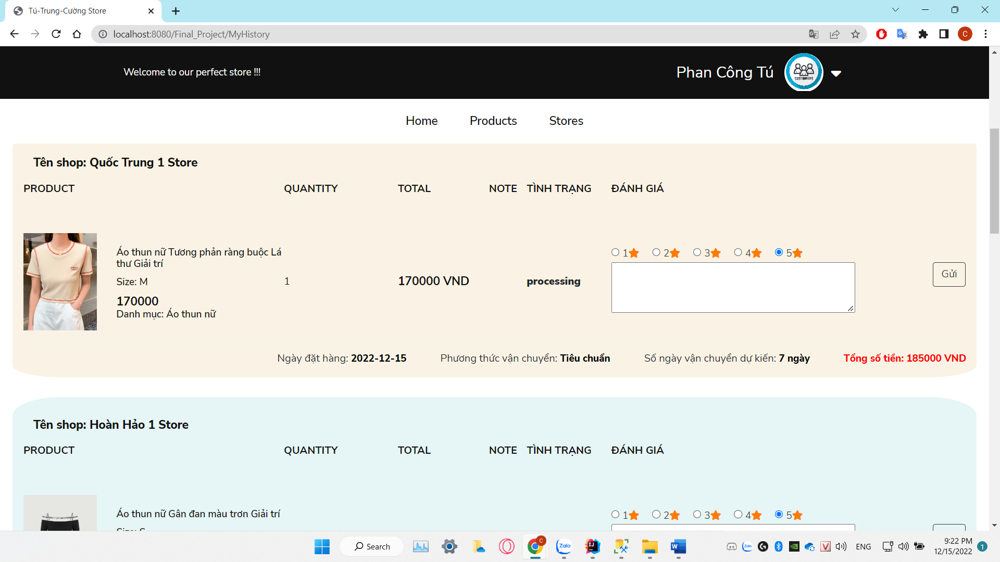 Tú-Trung-Cường Store
localhost:8080/Final_Project/MyHistory
C
Welcome to our perfect store !!!
Phan Công Tú
CUSTOMERS
Home Products Stores
Tên shop: Quốc Trung 1 Store
PRODUCT QUANTITY TOTAL NOTE TÌNH TRẠNG ĐÁNH GIÁ
Áo thun nữ Tương phản ràng buộc Lá
thư Giải trí
Size: M
170000
Danh mục: Áo thun nữ
1
170000 VND
processing
1 2 3 4 5
Gửi
Ngày đặt hàng: 2022-12-15 Phương thức vận chuyển: Tiêu chuẩn Số ngày vận chuyển dự kiến: 7 ngày Tổng số tiền: 185000 VND
Tên shop: Hoàn Hảo 1 Store
PRODUCT QUANTITY TOTAL NOTE TÌNH TRẠNG ĐÁNH GIÁ
Áo thun nữ Gân đan màu trơn Giải trí
Size: S
1 2 3 4 5
Search
C
Zalo
IJ
W
Zalo
V
ENG
9:22 PM
12/15/2022
1